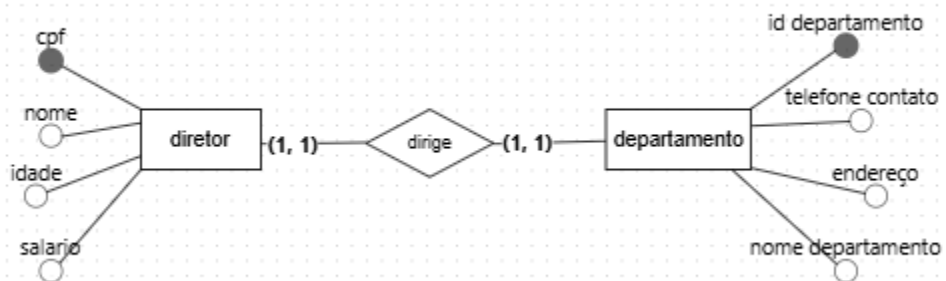 cpf
nome
idade
salario
diretor
(1, 1)
dirige
(1, 1)
departamento
id departamento
telefone contato
endereço
nome departamento